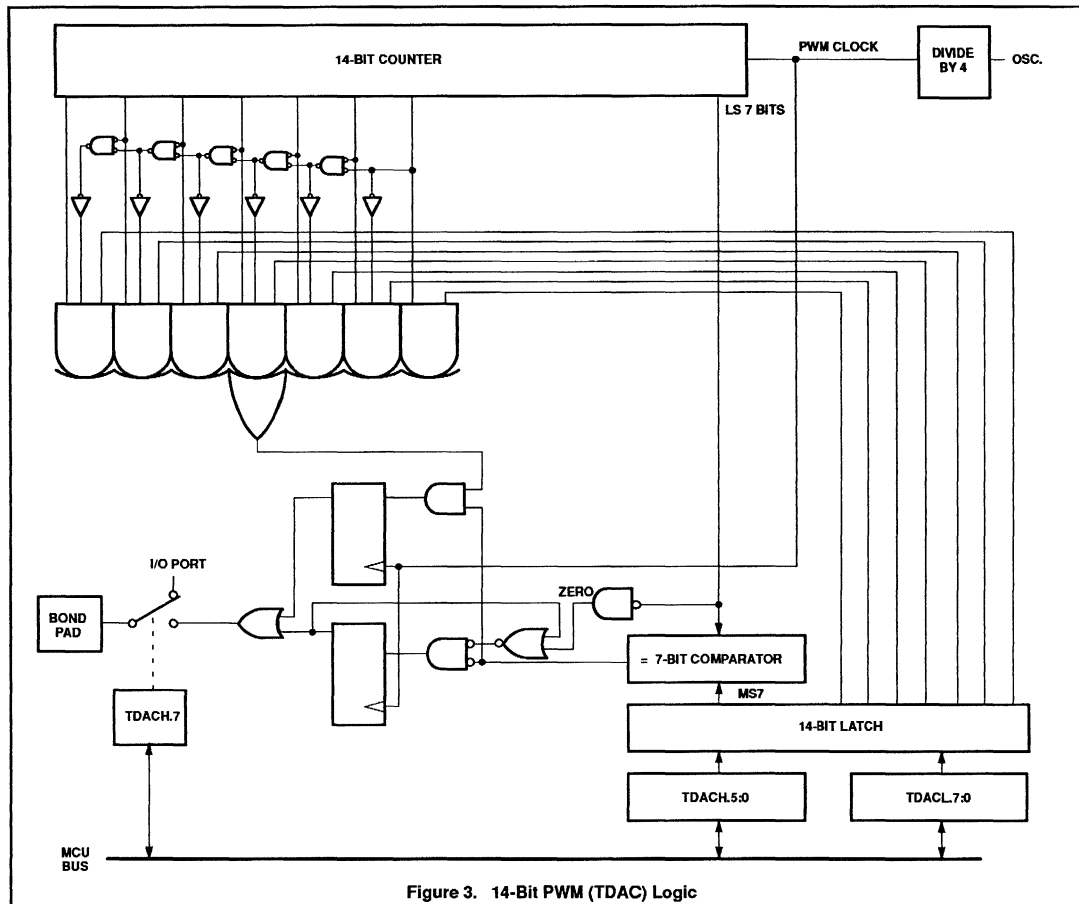 14-BIT COUNTER
PWM CLOCK
DIVIDE
BY 4
OSC.
LS 7 BITS
I/O PORT
ZERO
BOND
PAD
= 7-BIT COMPARATOR
MS7
TDACH.7
14-BIT LATCH
TDACH.5:0
TDACL.7:0
MCU
BUS
Figure 3. 14-Bit PWM (TDAC) Logic